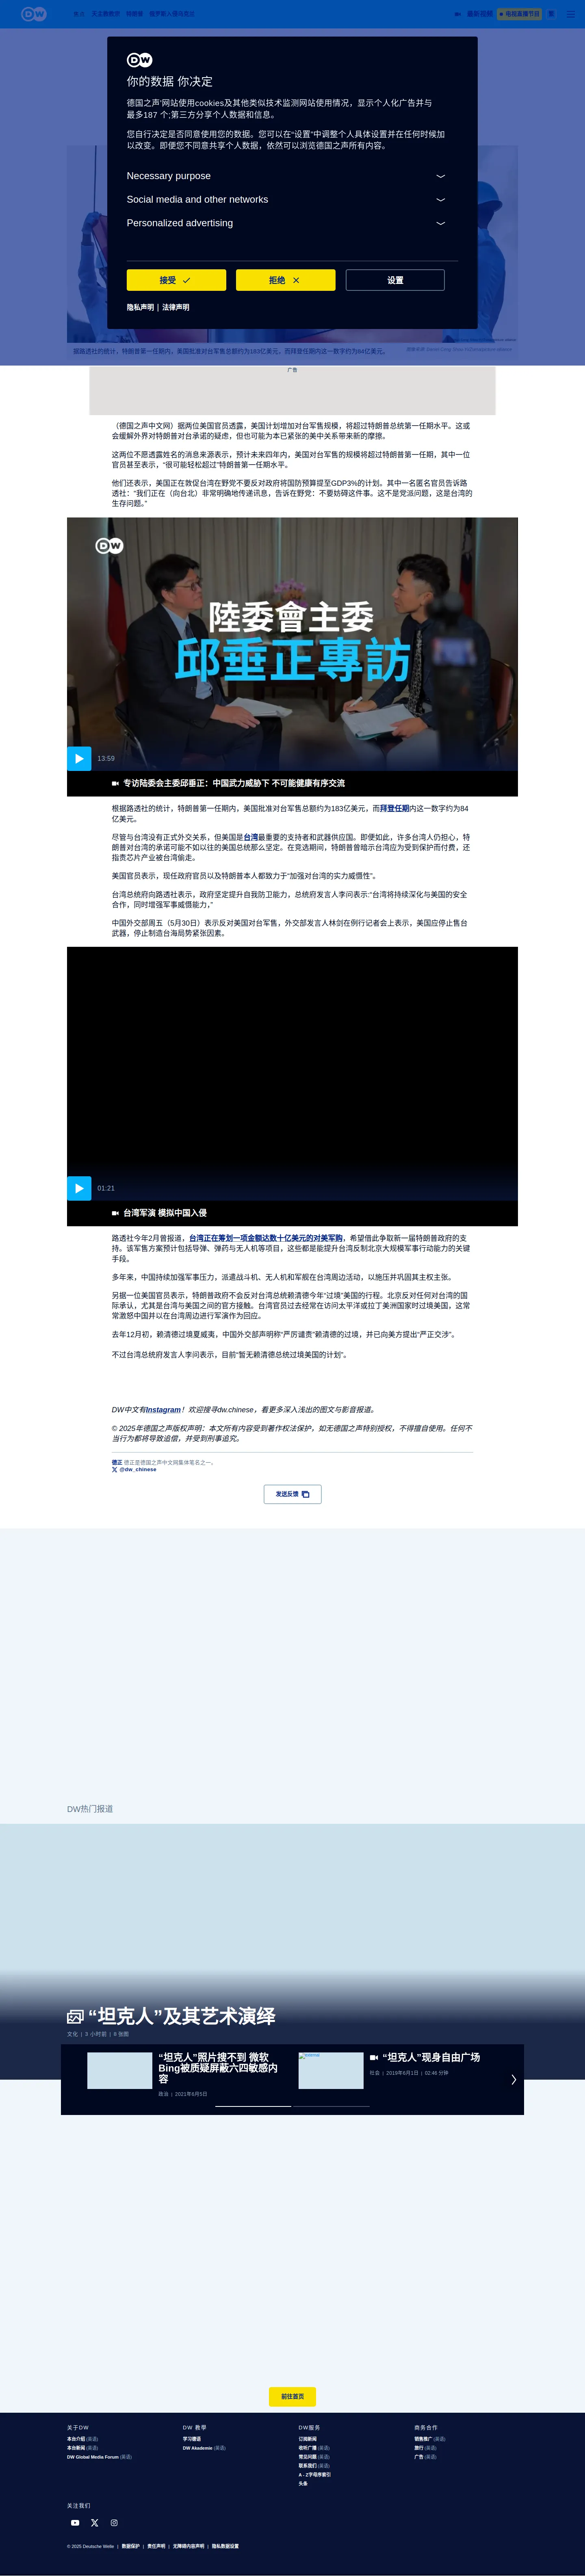 DW
最新视频
电视直播节目
繁
DW
你的数据 你决定
德国之声'网站使用cookies及其他类似技术监测网站使用情况，显示个人化广告并与
最多187 个;第三方分享个人数据和信息。
您自行决定是否同意使用您的数据。您可以在“设置”中调整个人具体设置并在任何时候加
以改变。即便您不同意共享个人数据，依然可以浏览德国之声所有内容。
Necessary purpose
Social media and other networks
Personalized advertising
接受
拒绝
设置
隐私声明 | 法律声明
据路透社的统计，特朗普第一任期内，美国批准对台军售总额约为183亿美元，而拜登任期内这一数字约为84亿美元。
广告
（德国之声中文网）据两位美国官员透露，美国计划增加对台军售规模，将超过特朗普总统第一任期水平。这或
会缓解外界对特朗普对台承诺的疑虑，但也可能为本已紧张的美中关系带来新的摩擦。
这两位不愿透露姓名的消息来源表示，预计未来四年内，美国对台军售的规模将超过特朗普第一任期，其中一位
官员甚至表示，“很可能轻松超过”特朗普第一任期水平。
他们还表示，美国正在敦促台湾在野党不要反对政府将国防预算提至GDP3%的计划。其中一名匿名官员告诉路
透社：“我们正在（向台北）非常明确地传递讯息，告诉在野党：不要妨碍这件事。这不是党派问题，这是台湾的
生存问题。”
DW
陸委會主委
邱垂正專訪
13:59
专访陆委会主委邱垂正：中国武力威胁下 不可能健康有序交流
根据路透社的统计，特朗普第一任期内，美国批准对台军售总额约为183亿美元，而拜登任期内这一数字约为84
亿美元。
尽管与台湾没有正式外交关系，但美国是台湾最重要的支持者和武器供应国。即便如此，许多台湾人仍担心，特
朗普对台湾的承诺可能不如以往的美国总统那么坚定。在竞选期间，特朗普曾暗示台湾应为受到保护而付费，还
指责芯片产业被台湾偷走。
美国官员表示，现任政府官员以及特朗普本人都致力于“加强对台湾的实力威慑性”。
台湾总统府向路透社表示，政府坚定提升自我防卫能力，总统府发言人李问表示:“台湾将持续深化与美国的安全
合作，同时增强军事威慑能力，”
中国外交部周五（5月30日）表示反对美国对台军售，外交部发言人林剑在例行记者会上表示，美国应停止售台
武器，停止制造台海局势紧张因素。
01:21
台湾军演 模拟中国入侵
路透社今年2月曾报道，台湾正在筹划一项金额达数十亿美元的对美军购，希望借此争取新一届特朗普政府的支
持。该军售方案预计包括导弹、弹药与无人机等项目，这些都是能提升台湾反制北京大规模军事行动能力的关键
手段。
多年来，中国持续加强军事压力，派遣战斗机、无人机和军舰在台湾周边活动，以施压并巩固其主权主张。
另据一位美国官员表示，特朗普政府不会反对台湾总统赖清德今年“过境”美国的行程。北京反对任何对台湾的国
际承认，尤其是台湾与美国之间的官方接触。台湾官员过去经常在访问太平洋或拉丁美洲国家时过境美国，这常
常激怒中国并以在台湾周边进行军演作为回应。
去年12月初，赖清德过境夏威夷，中国外交部声明称“严厉谴责”赖清德的过境，并已向美方提出“严正交涉”。
不过台湾总统府发言人李问表示，目前“暂无赖清德总统过境美国的计划”。
DW中文有Instagram！欢迎搜寻dw.chinese，看更多深入浅出的图文与影音报道。
© 2025年德国之声版权声明：本文所有内容受到著作权法保护，如无德国之声特别授权，不得擅自使用。任何不
当行为都将导致追偿，并受到刑事追究。
德正 德正是德国之声中文网集体笔名之一。
@dw_chinese
发送反馈
DW热门报道
“坦克人”及其艺术演绎
文化 | 3 小时前 | 8 张图
“坦克人”照片搜不到 微软
Bing被质疑屏蔽六四敏感内
容
政治 | 2021年6月5日
“坦克人”现身自由广场
社会 | 2019年6月1日 | 02:46 分钟
前往首页
关于DW
本台介绍 (英语)
本台新闻 (英语)
DW Global Media Forum (英语)
DW 教學
学习德语
DW Akademie (英语)
DW服务
订阅新闻
收听广播 (英语)
常见问题 (英语)
联系我们 (英语)
A - Z字母序索引
头条
商务合作
销售推广 (英语)
旅行 (英语)
广告 (英语)
关注我们
© 2025 Deutsche Welle | 数据保护 | 责任声明 | 无障碍内容声明 | 隐私数据设置